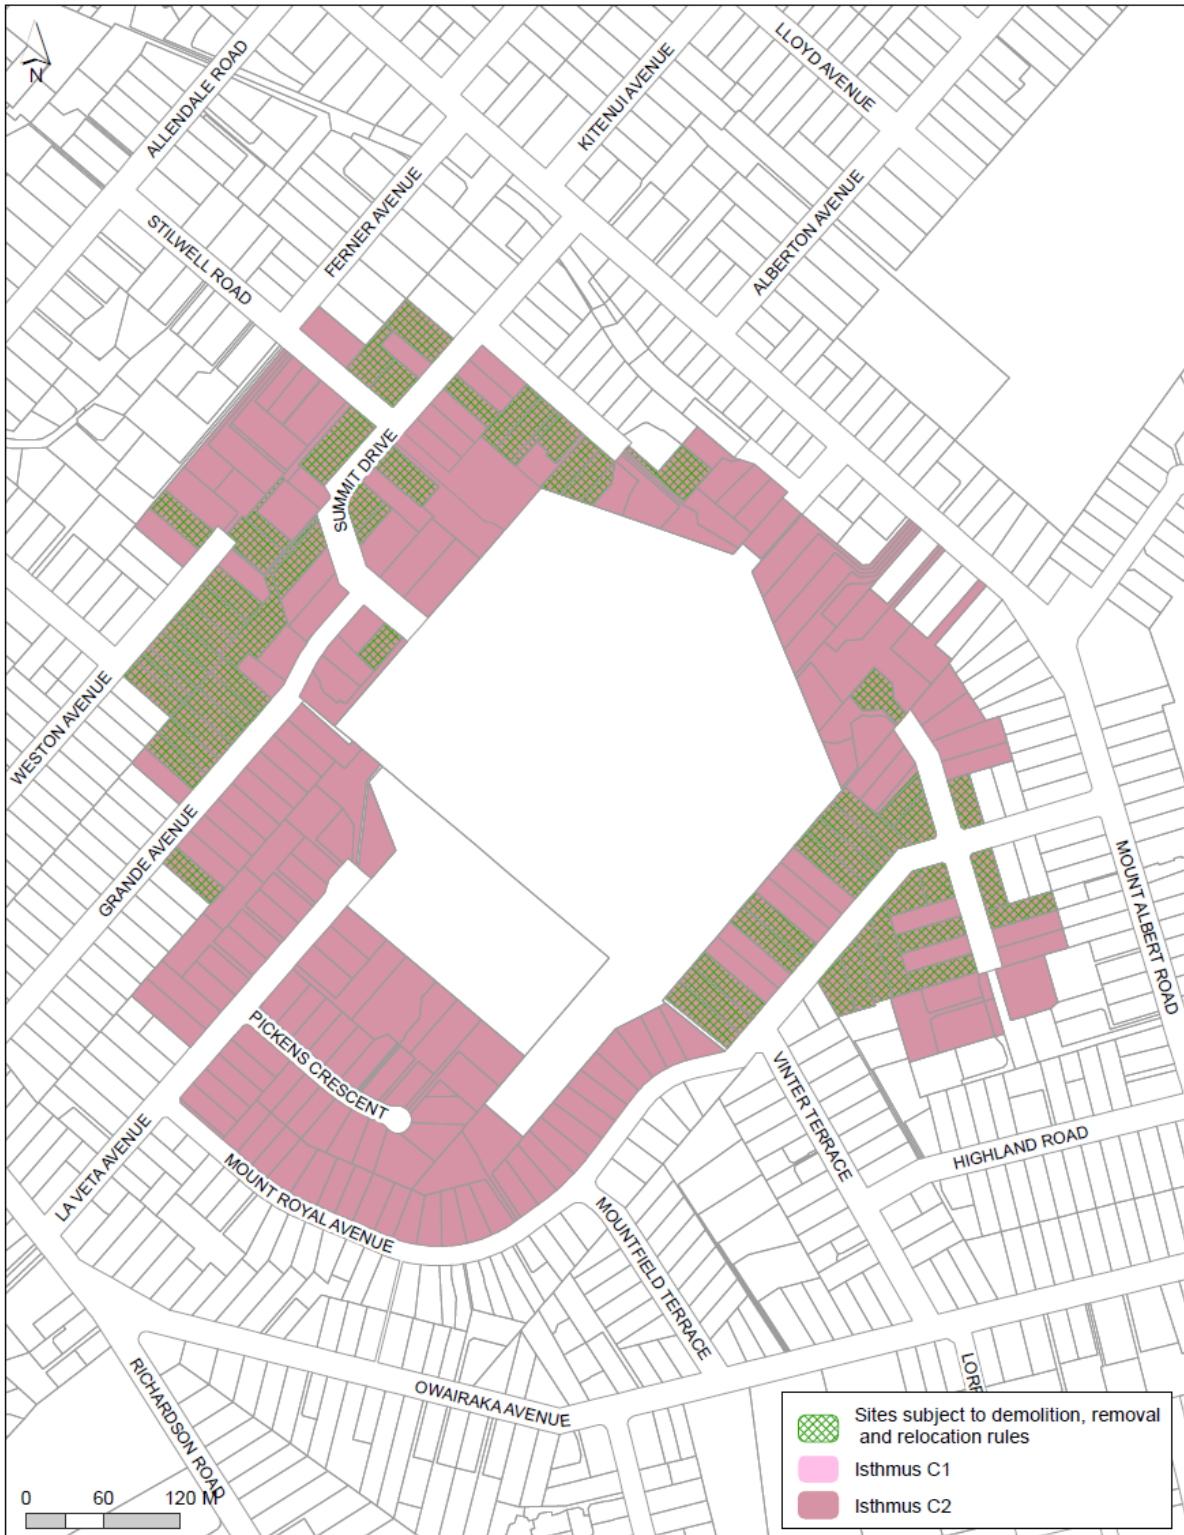 N
ALLENDALE ROAD
LLOYD AVENUE
KITENUI AVENUE
FERNER AVENUE
STILWELL ROAD
ALBERTON AVENUE
SUMMIT DRIVE
WESTON AVENUE
GRANDE AVENUE
MOUNT ALBERT ROAD
PICKENS CRESCENT
LA VETA AVENUE
MOUNT ROYAL AVENUE
VINTER TERRACE
HIGHLAND ROAD
MOUNTFIELD TERRACE
OWAIRAKA AVENUE
RICHARDSON ROAD
LORR
Sites subject to demolition, removal
and relocation rules
Isthmus C1
Isthmus C2
0 60 120 M